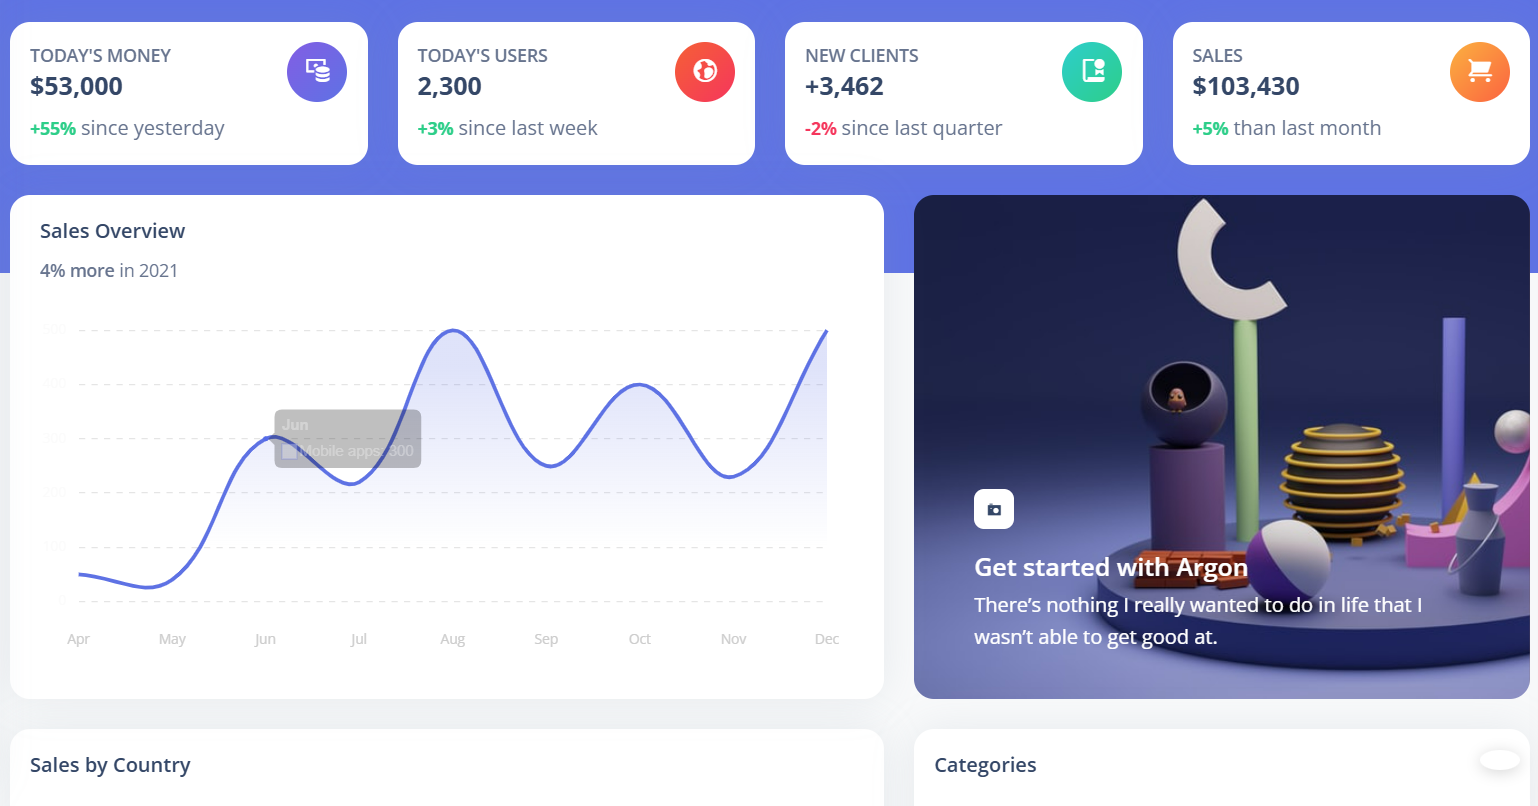 TODAY'S MONEY
$53,000
+55% since yesterday
TODAY'S USERS
2,300
+3% since last week
NEW CLIENTS
+3,462
-2% since last quarter
SALES
$103,430
+5% than last month
Sales Overview
4% more in 2021
500
400
300
200
100
0
Jun
Mobile apps: 300
Apr May Jun Jul Aug Sep Oct Nov Dec
Get started with Argon
There’s nothing I really wanted to do in life that I
wasn’t able to get good at.
Sales by Country
Categories